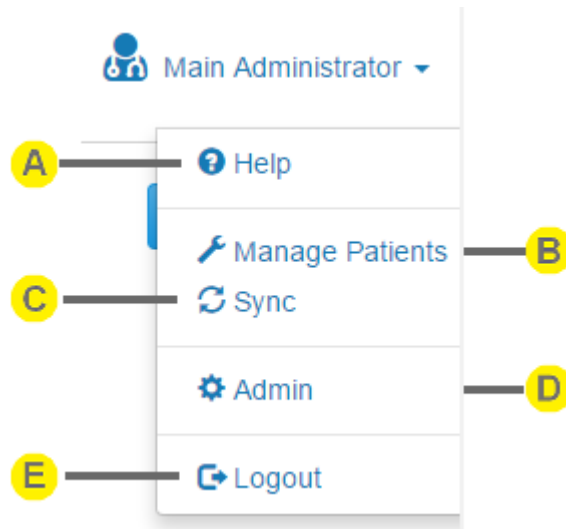 Main Administrator
A Help
Manage Patients B
C Sync
Admin D
E Logout